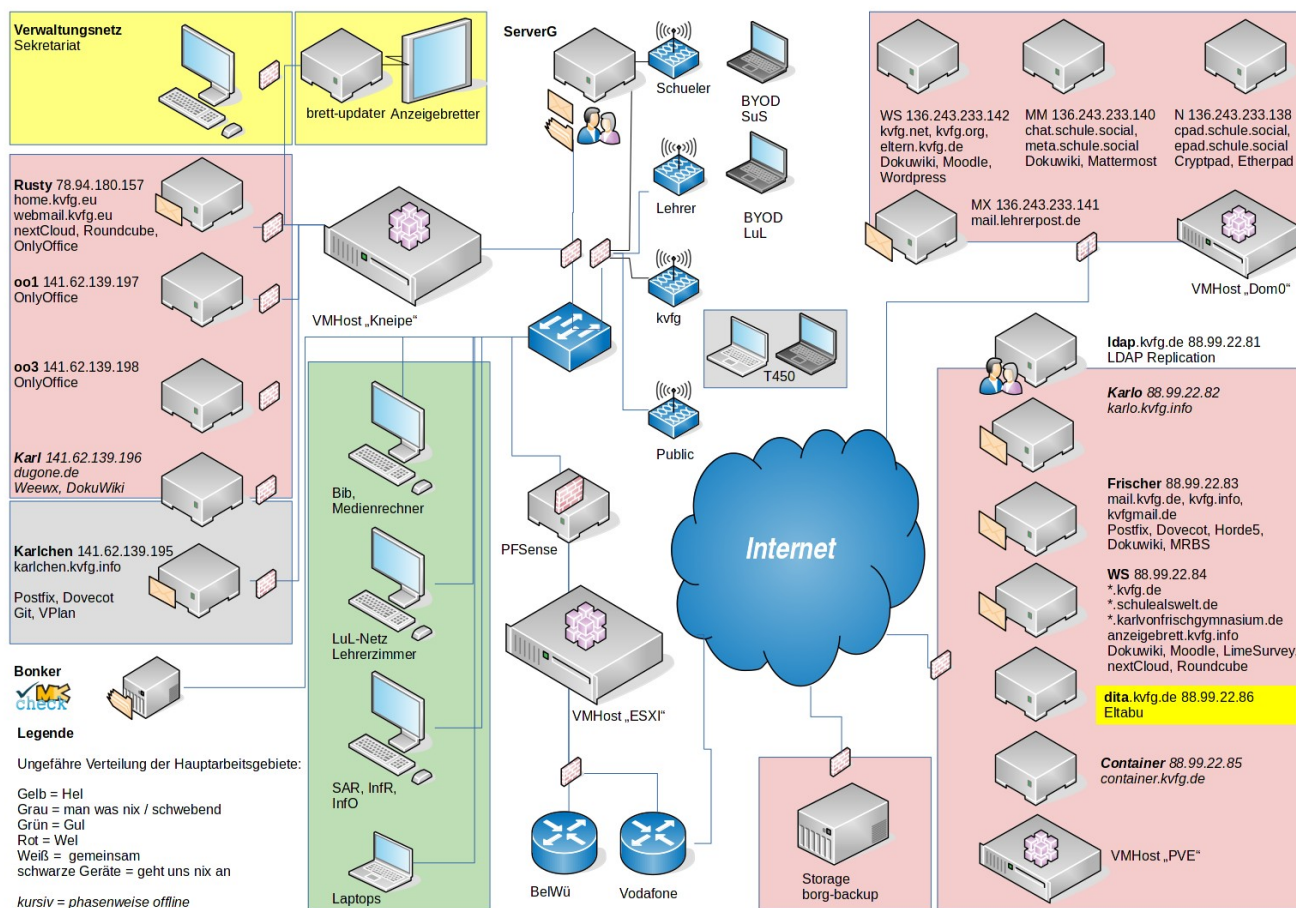 Verwaltungsnetz
Sekretariat
brett-updater
Anzeigebretter
ServerG
Schueler
BYOD
SuS
Lehrer
BYOD
LuL
kvfg
T450
Public
WS 136.243.233.142
kvfg.net, kvfg.org,
eltern.kvfg.de
Dokuwiki, Moodle,
Wordpress
MM 136.243.233.140
chat.schule.social,
meta.schule.social
Dokuwiki, Mattermost
N 136.243.233.138
cpad.schule.social,
epad.schule.social
Cryptpad, Etherpad
MX 136.243.233.141
mail.lehrerpost.de
VMHost „Dom0“
Rusty 78.94.180.157
home.kvfg.eu
webmail.kvfg.eu
nextCloud, Roundcube,
OnlyOffice
oo1 141.62.139.197
OnlyOffice
oo3 141.62.139.198
OnlyOffice
Karl 141.62.139.196
dugone.de
Weewx, DokuWiki
Karlchen 141.62.139.195
karlchen.kvfg.info
Postfix, Dovecot
Git, VPlan
VMHost „Kneipe“
Bib,
Medienrechner
LuL-Netz
Lehrerzimmer
SAR, InfR,
InfO
Laptops
PFSense
VMHost „ESXI“
BelWü
Vodafone
Internet
Storage
borg-backup
ldap.kvfg.de 88.99.22.81
LDAP Replication
Karlo 88.99.22.82
karlo.kvfg.info
Frischer 88.99.22.83
mail.kvfg.de, kvfg.info,
kvfgmail.de
Postfix, Dovecot, Horde5,
Dokuwiki, MRBS
WS 88.99.22.84
*.kvfg.de
*.schulealswelt.de
*.karlvonfrischgymnasium.de
anzeigebrett.kvfg.info
Dokuwiki, Moodle, LimeSurvey,
nextCloud, Roundcube
dita.kvfg.de 88.99.22.86
Eltabu
Container 88.99.22.85
container.kvfg.de
VMHost „PVE“
Bonker
MK
check
Legende
Ungefähre Verteilung der Hauptarbeitsgebiete:
Gelb = Hel
Grau = man was nix / schwebend
Grün = Gul
Rot = Wel
Weiß = gemeinsam
schwarze Geräte = geht uns nix an
kursiv = phasenweise offline